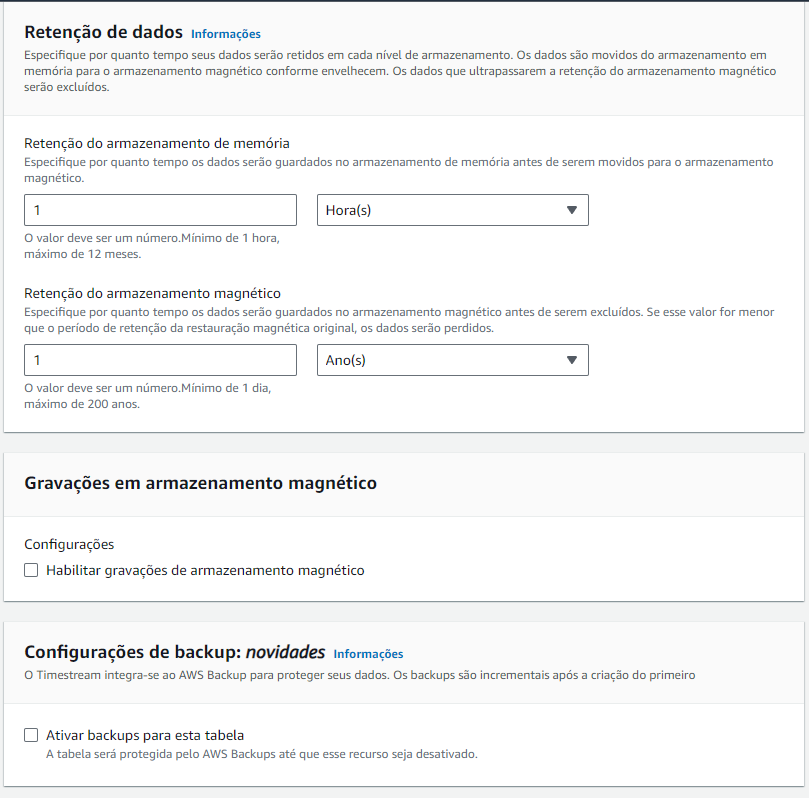 Retenção de dados Informações
Especifique por quanto tempo seus dados serão retidos em cada nível de armazenamento. Os dados são movidos do armazenamento em
memória para o armazenamento magnético conforme envelhecem. Os dados que ultrapassarem a retenção do armazenamento magnético
serão excluídos.
Retenção do armazenamento de memória
Especifique por quanto tempo os dados serão guardados no armazenamento de memória antes de serem movidos para o armazenamento
magnético.
1 Hora(s)
O valor deve ser um número.Mínimo de 1 hora,
máximo de 12 meses.
Retenção do armazenamento magnético
Especifique por quanto tempo os dados serão guardados no armazenamento magnético antes de serem excluídos. Se esse valor for menor
que o período de retenção da restauração magnética original, os dados serão perdidos.
1 Ano(s)
O valor deve ser um número.Mínimo de 1 dia,
máximo de 200 anos.
Gravações em armazenamento magnético
Configurações
Habilitar gravações de armazenamento magnético
Configurações de backup: novidades Informações
O Timestream integra-se ao AWS Backup para proteger seus dados. Os backups são incrementais após a criação do primeiro
Ativar backups para esta tabela
A tabela será protegida pelo AWS Backups até que esse recurso seja desativado.